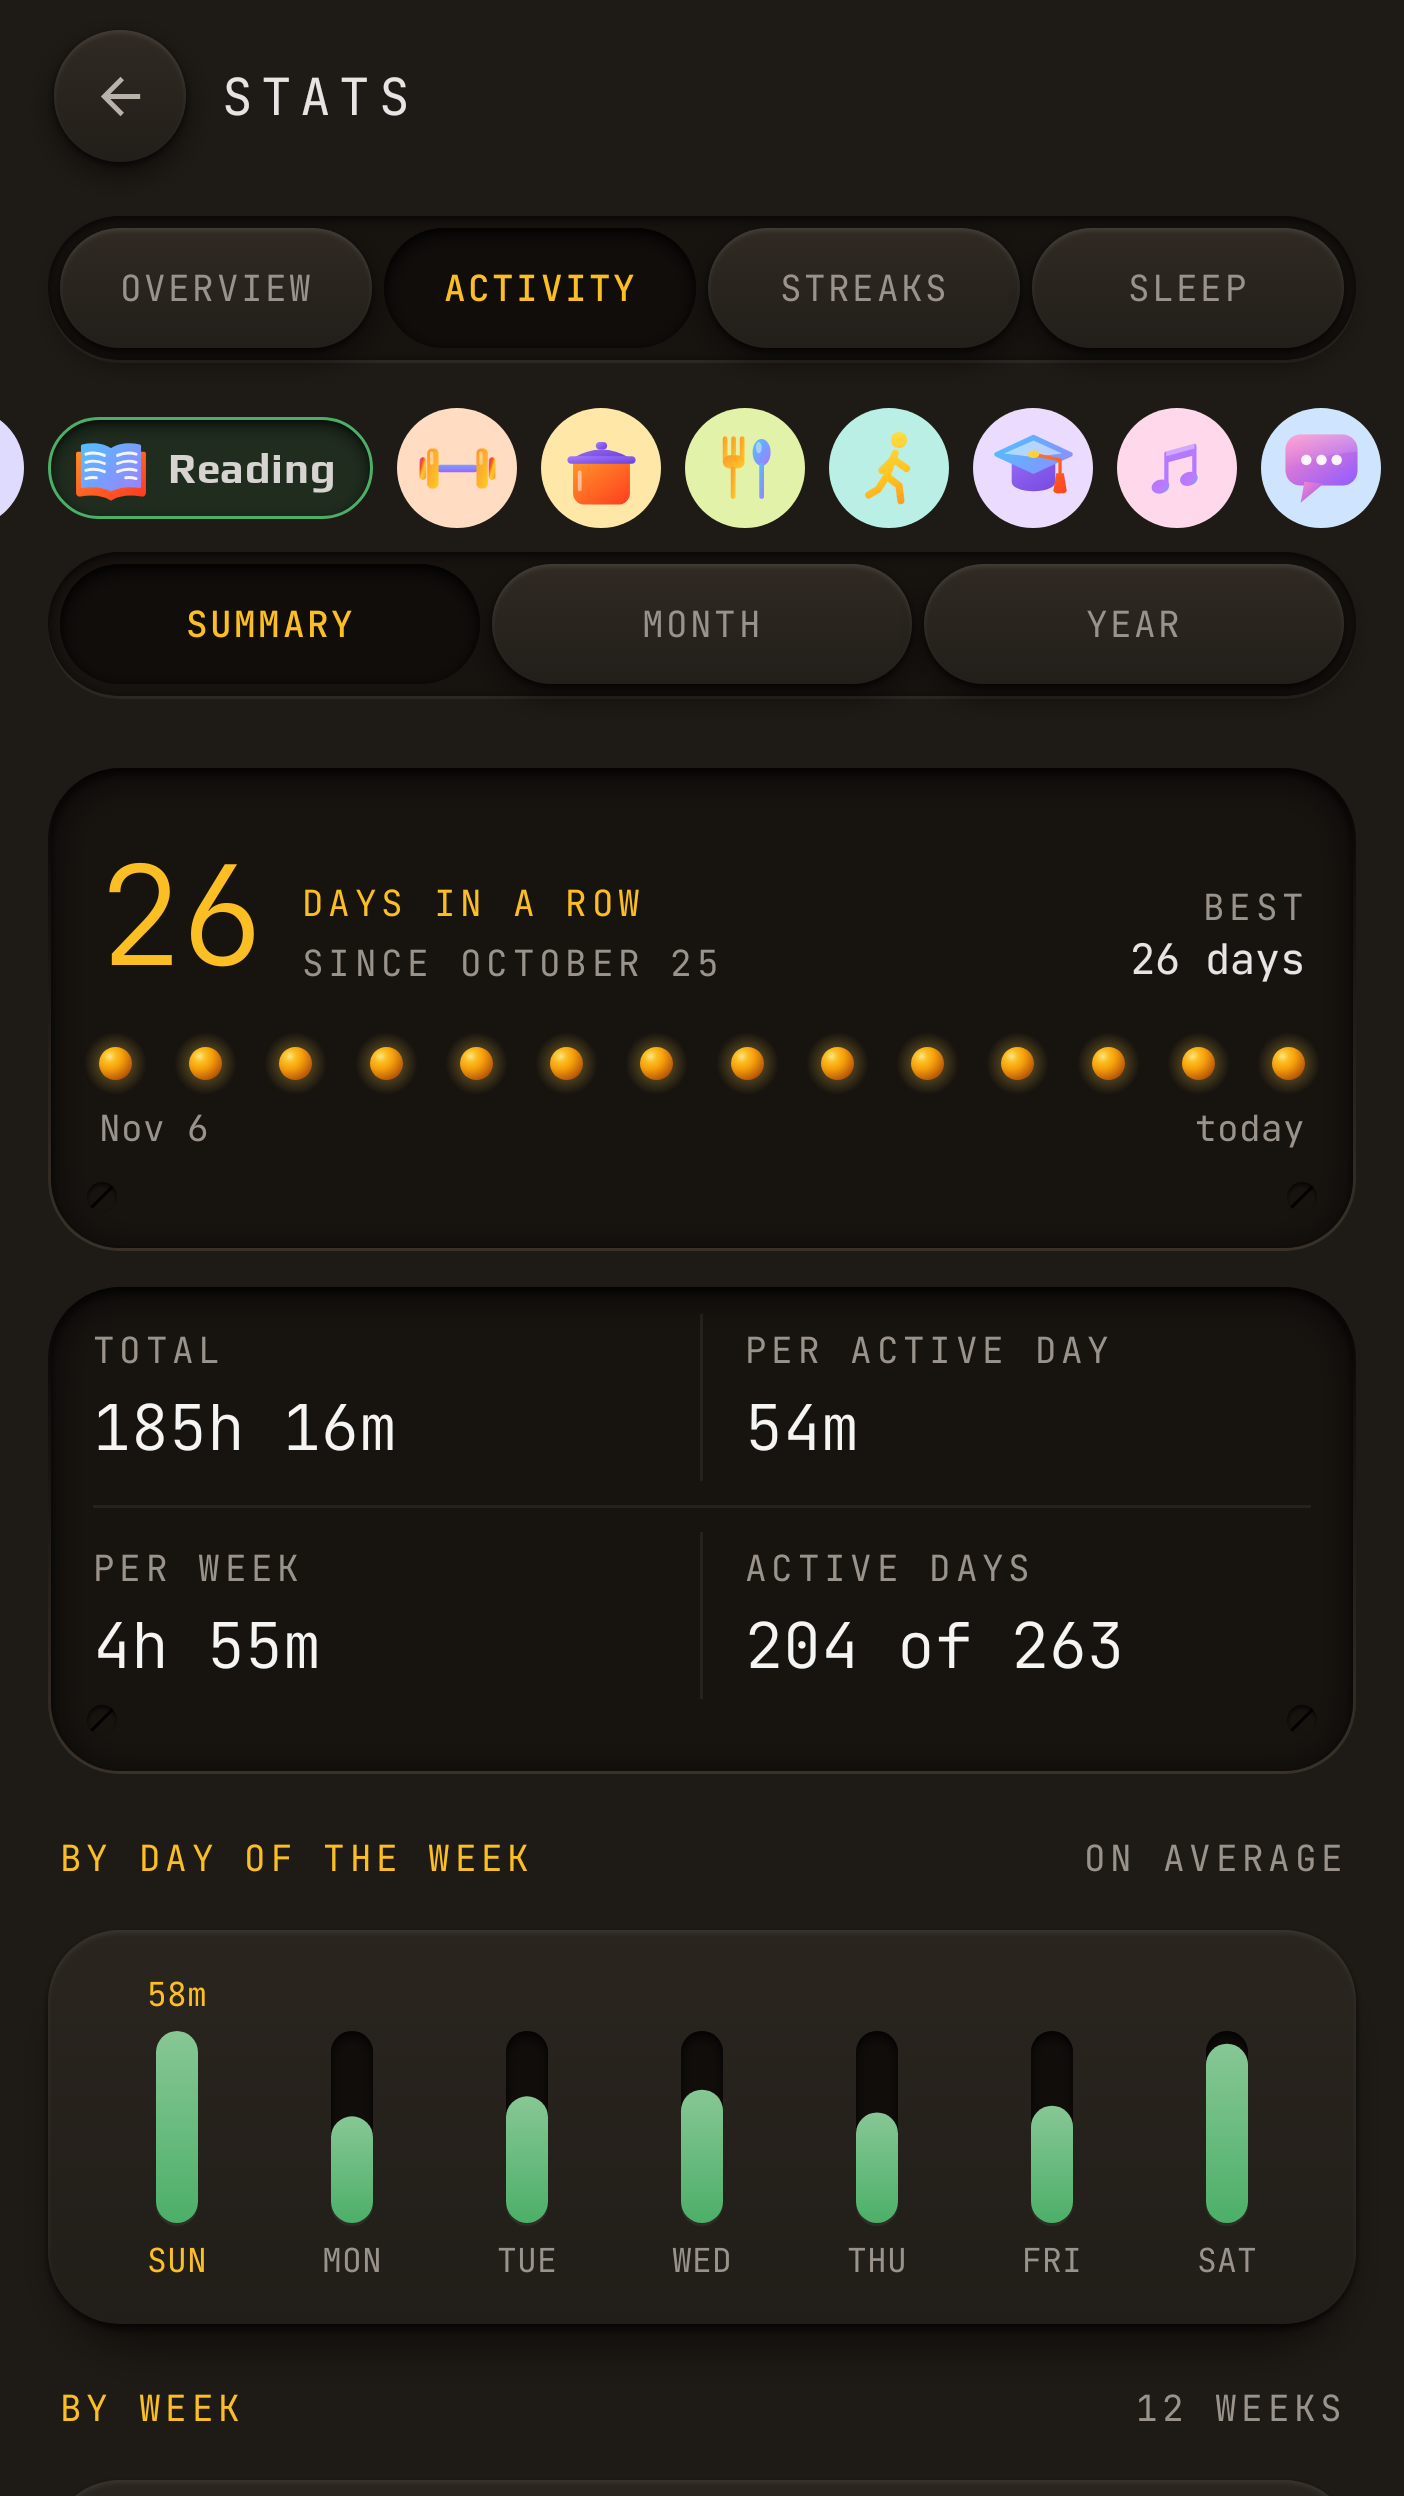 STATS
OVERVIEW ACTIVITY STREAKS SLEEP
Reading
SUMMARY MONTH YEAR
26 DAYS IN A ROW
SINCE OCTOBER 25
BEST
26 days
Nov 6 today
TOTAL PER ACTIVE DAY
185h 16m 54m
PER WEEK ACTIVE DAYS
4h 55m 204 of 263
BY DAY OF THE WEEK ON AVERAGE
58m
SUN MON TUE WED THU FRI SAT
BY WEEK 12 WEEKS